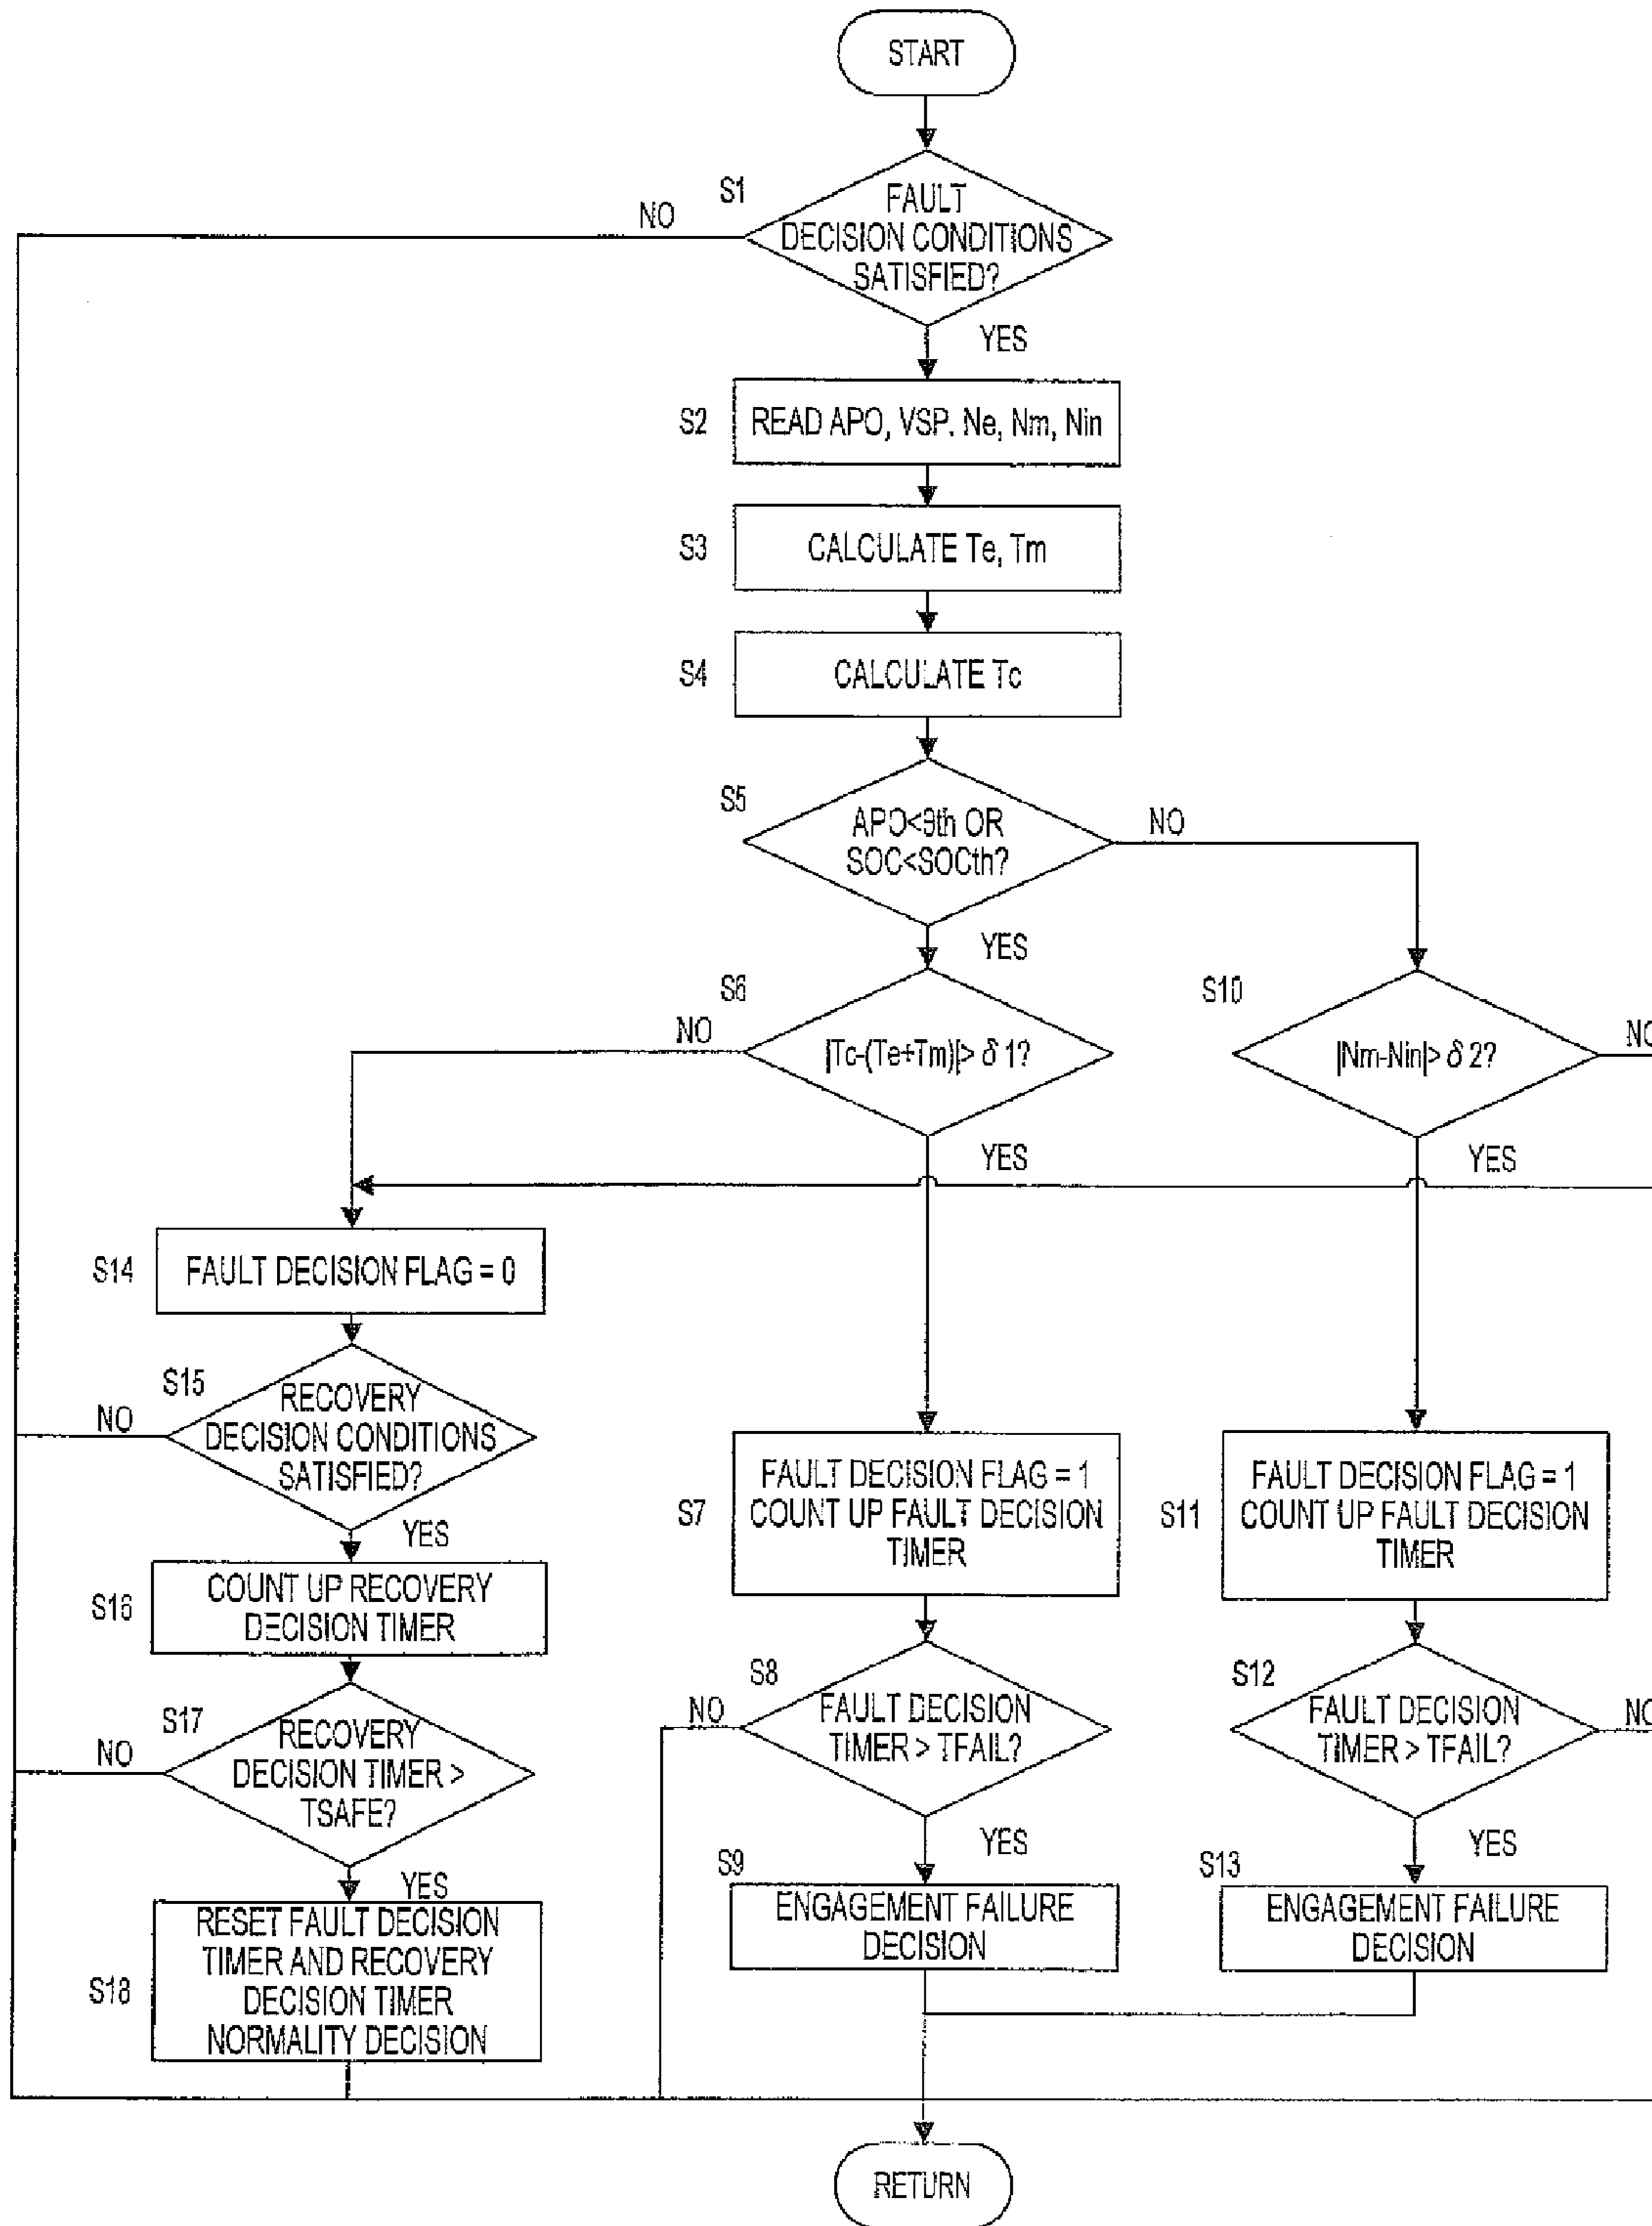 START
S1
FAULT
DECISION CONDITIONS
SATISFIED?
NO
YES
S2
READ APO, VSP, Ne, Nm, Nin
S3
CALCULATE Te, Tm
S4
CALCULATE Tc
S5
APO<θth OR
SOC<SOCth?
NO
YES
S6
|Tc-(Te+Tm)|> δ 1?
NO
YES
S10
|Nm-Nin|> δ 2?
NO
YES
S14
FAULT DECISION FLAG = 0
S15
RECOVERY
DECISION CONDITIONS
SATISFIED?
NO
YES
S16
COUNT UP RECOVERY
DECISION TIMER
S17
RECOVERY
DECISION TIMER >
TSAFE?
NO
YES
S18
RESET FAULT DECISION
TIMER AND RECOVERY
DECISION TIMER
NORMALITY DECISION
S7
FAULT DECISION FLAG = 1
COUNT UP FAULT DECISION
TIMER
S8
FAULT DECISION
TIMER > TFAIL?
NO
YES
S9
ENGAGEMENT FAILURE
DECISION
S11
FAULT DECISION FLAG = 1
COUNT UP FAULT DECISION
TIMER
S12
FAULT DECISION
TIMER > TFAIL?
NO
YES
S13
ENGAGEMENT FAILURE
DECISION
RETURN